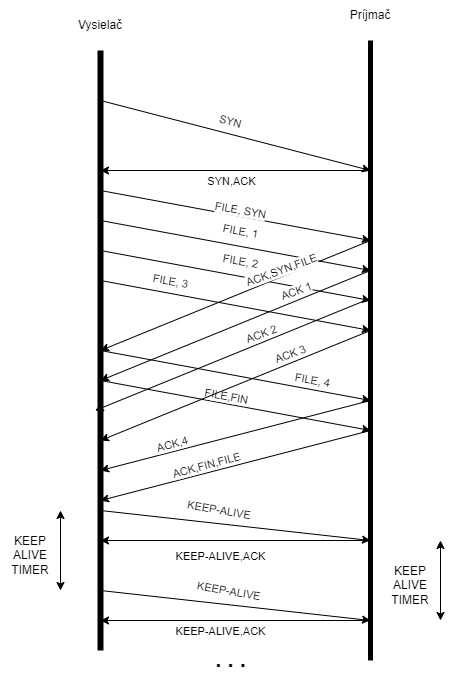 Príjmač
Vysielač
SYN
SYN,ACK
FILE, SYN
FILE, 1
FILE, 2
ACK,SYN,FILE
FILE, 3
ACK 1
ACK 2
ACK 3
FILE, 4
FILE,FIN
ACK,4
ACK,FIN,FILE
KEEP-ALIVE
KEEP
ALIVE
TIMER
KEEP-ALIVE,ACK
KEEP
ALIVE
TIMER
KEEP-ALIVE
KEEP-ALIVE,ACK
. . .